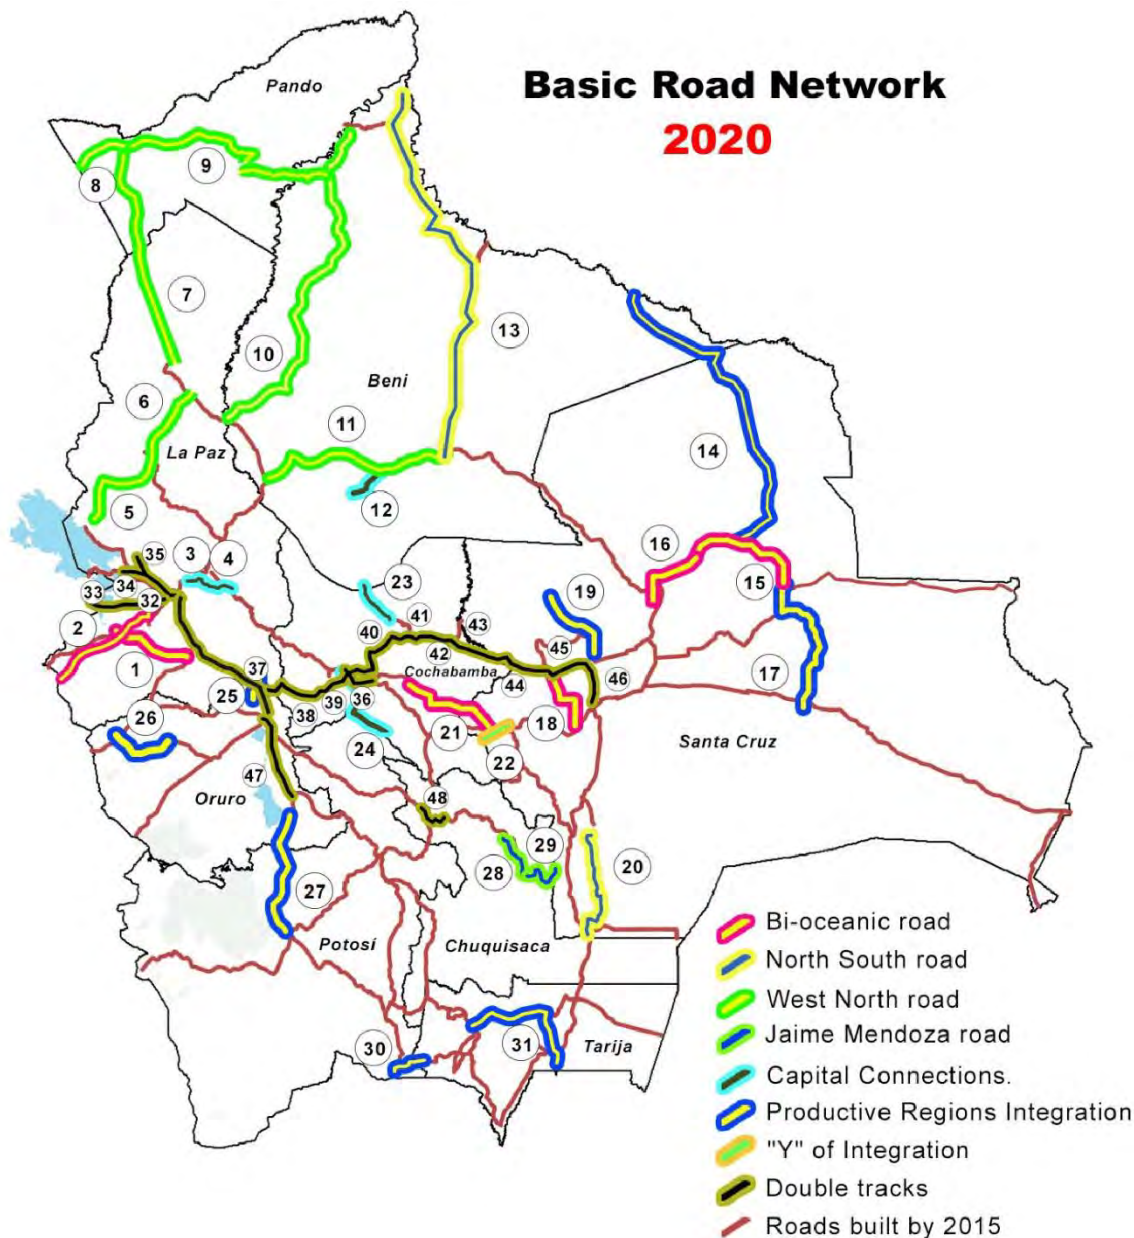 Basic Road Network
2020
Pando
9
8
7
10
13
Beni
6
11
La Paz
14
5
12
16
35
3
4
34
23
15
33
32
19
2
41
43
40
45
42
1
37
Cochabamba
46
44
17
25
39
36
38
18
26
21
24
22
Santa Cruz
47
Oruro
48
29
28
20
27
Potosí
Chuquisaca
30
31
Tarija
Bi-oceanic road
North South road
West North road
Jaime Mendoza road
Capital Connections.
Productive Regions Integration
"Y" of Integration
Double tracks
Roads built by 2015